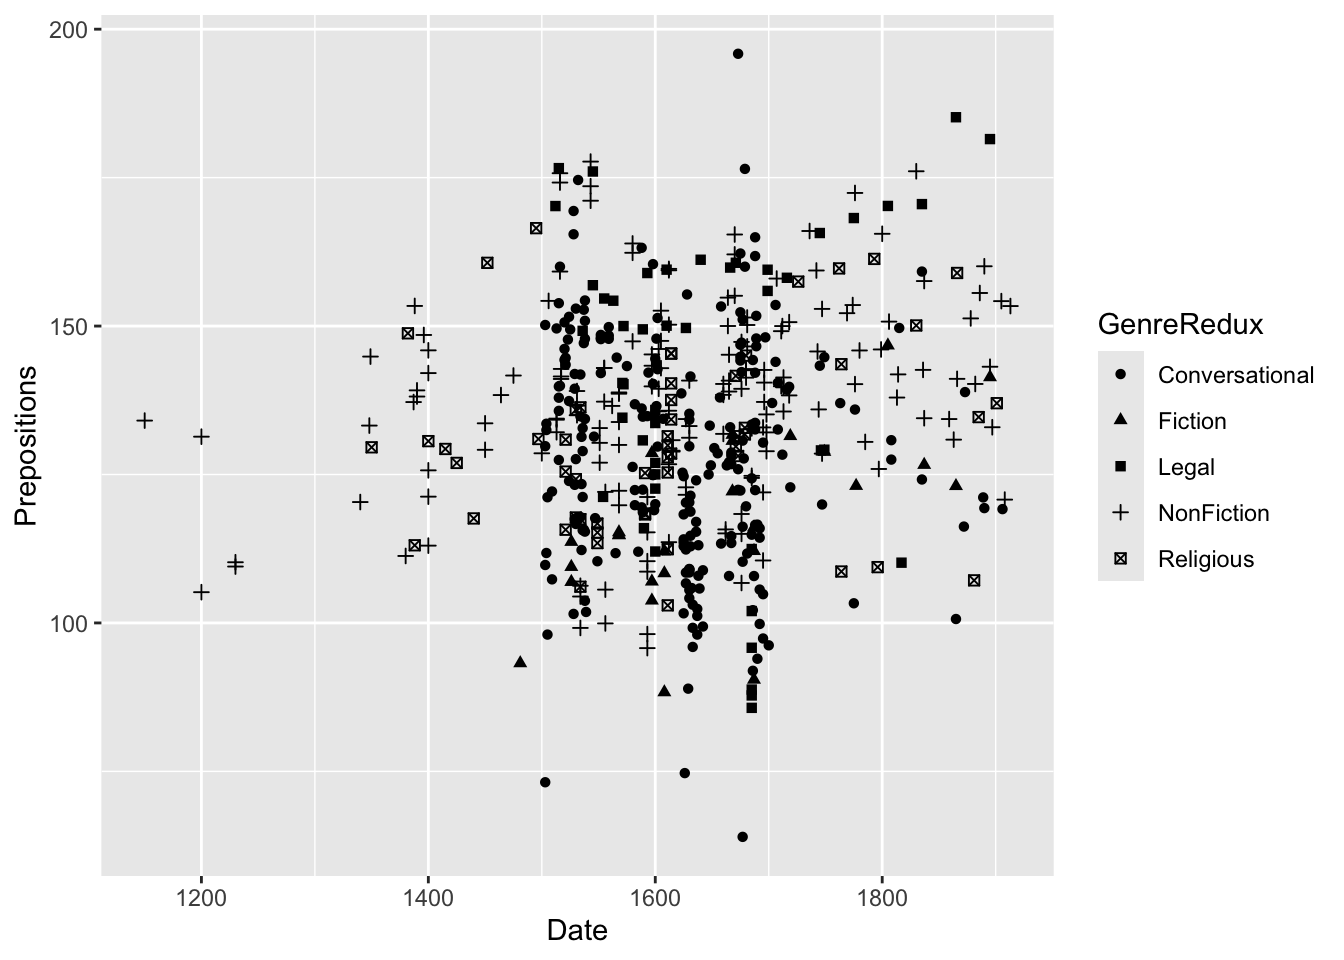 200
150
100
Prepositions
1200
1400
1600
1800
Date
GenreRedux
Conversational
Fiction
Legal
NonFiction
Religious